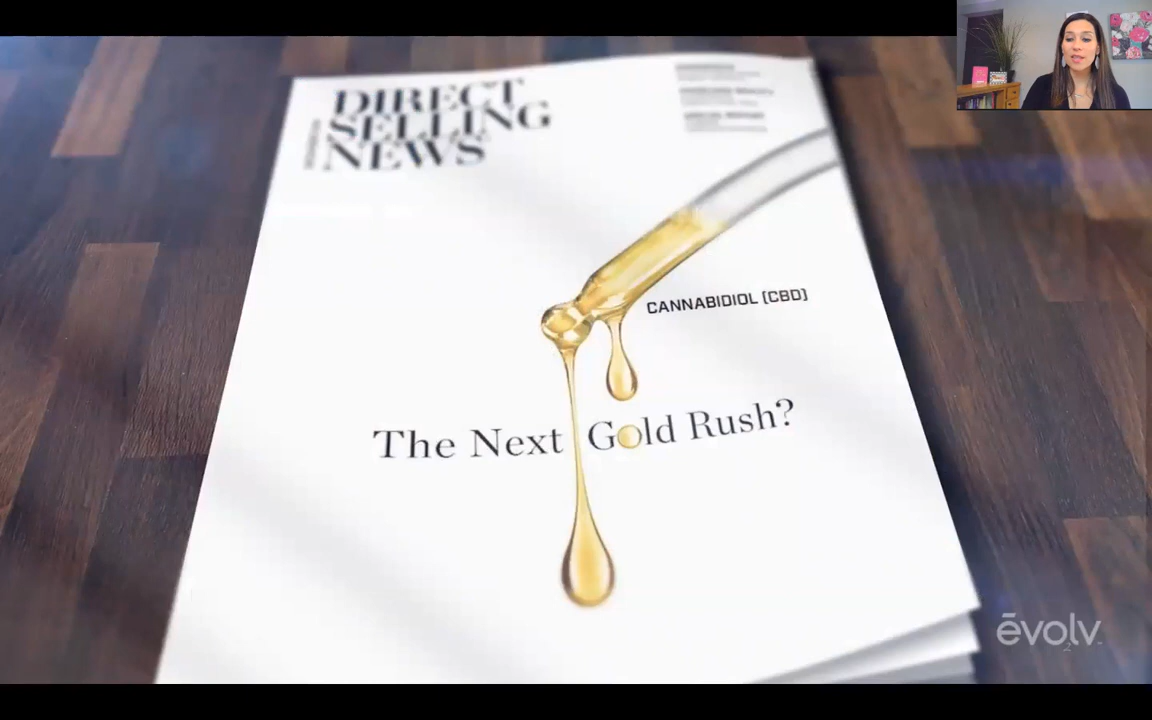 DIRECT
SELLING
NEWS
CANNABIDIOL (CBD)
The Next Gold Rush?
ēvolv